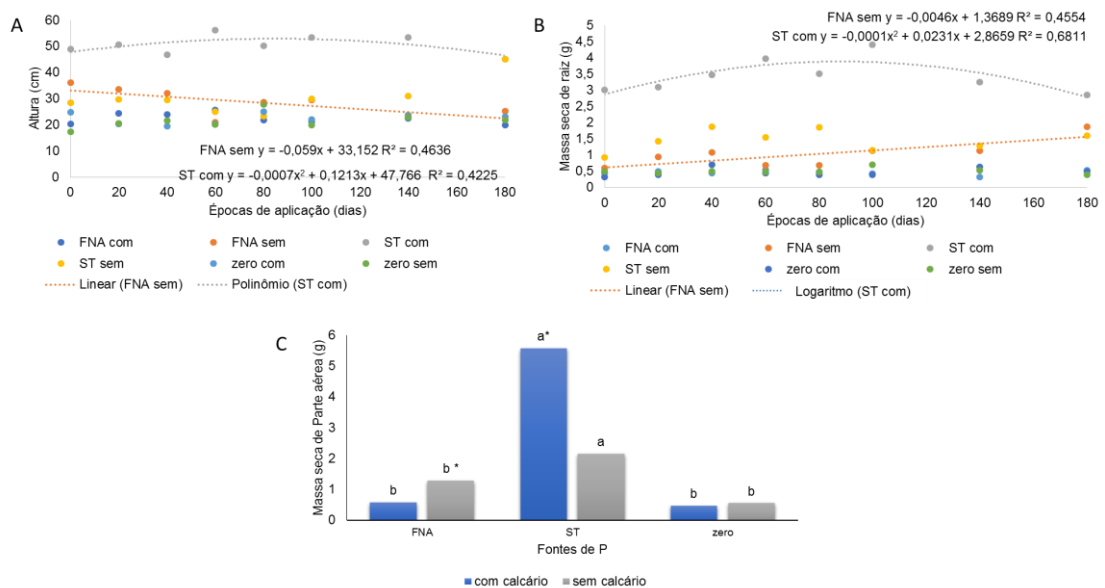 A
Altura (cm)
60
50
40
30
20
10
0
FNA sem y = -0,059x + 33,152 R² = 0,4636
ST com y = -0,0007x² + 0,1213x + 47,766 R² = 0,4225
0 20 40 60 80 100 120 140 160 180
Épocas de aplicação (dias)
FNA com FNA sem ST com
ST sem zero com zero sem
Linear (FNA sem) Polinômio (ST com)
B
FNA sem y = -0,0046x + 1,3689 R² = 0,4554
ST com y = -0,0001x² + 0,0231x + 2,8659 R² = 0,6811
Massa seca de raiz (g)
5
4,5
4
3,5
3
2,5
2
1,5
1
0,5
0
0 20 40 60 80 100 120 140 160 180
Épocas de aplicação (dias)
FNA com FNA sem ST com
ST sem zero com zero sem
Linear (FNA sem) Logaritmo (ST com)
C
Massa seca de Parte aérea (g)
6
5
4
3
2
1
0
b b * a* a b b
FNA ST zero
Fontes de P
com calcário sem calcário